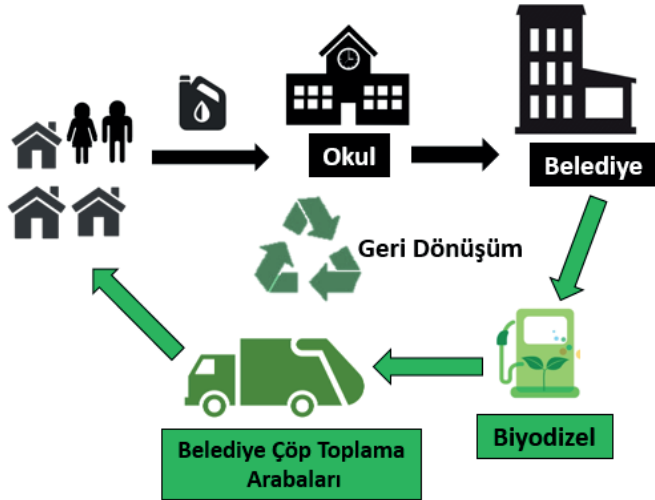 Okul
Belediye
Geri Dönüşüm
Biyodizel
Belediye Çöp Toplama
Arabaları